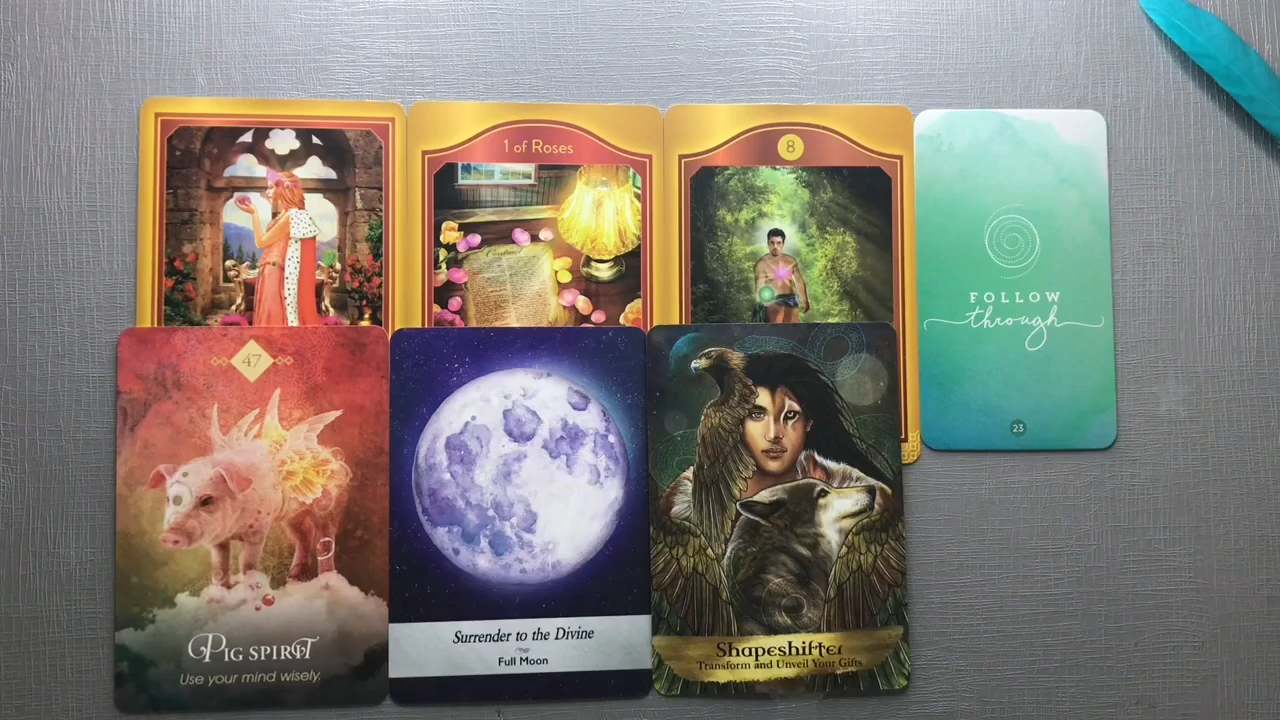 1 of Roses
8
FOLLOW
through
23
47
PIG SPIRIT
Use your mind wisely.
Surrender to the Divine
Full Moon
Shapeshifter
Transform and Unveil Your Gifts
Contract